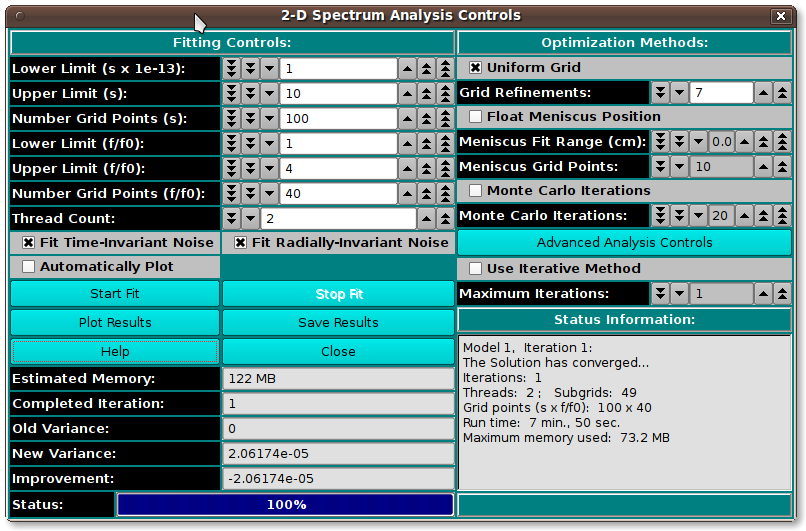 2-D Spectrum Analysis Controls
Fitting Controls:
Lower Limit (s x 1e-13): 1
Upper Limit (s): 10
Number Grid Points (s): 100
Lower Limit (f/f0): 1
Upper Limit (f/f0): 4
Number Grid Points (f/f0): 40
Thread Count: 2
Fit Time-Invariant Noise Fit Radially-Invariant Noise
Automatically Plot
Start Fit Stop Fit
Plot Results Save Results
Help Close
Estimated Memory: 122 MB
Completed Iteration: 1
Old Variance: 0
New Variance: 2.06174e-05
Improvement: -2.06174e-05
Status: 100%
Optimization Methods:
Uniform Grid
Grid Refinements: 7
Float Meniscus Position
Meniscus Fit Range (cm): 0.0
Meniscus Grid Points: 10
Monte Carlo Iterations
Monte Carlo Iterations: 20
Advanced Analysis Controls
Use Iterative Method
Maximum Iterations: 1
Status Information:
Model 1, Iteration 1:
The Solution has converged...
Iterations: 1
Threads: 2 ; Subgrids: 49
Grid points (s x f/f0): 100 x 40
Run time: 7 min., 50 sec.
Maximum memory used: 73.2 MB